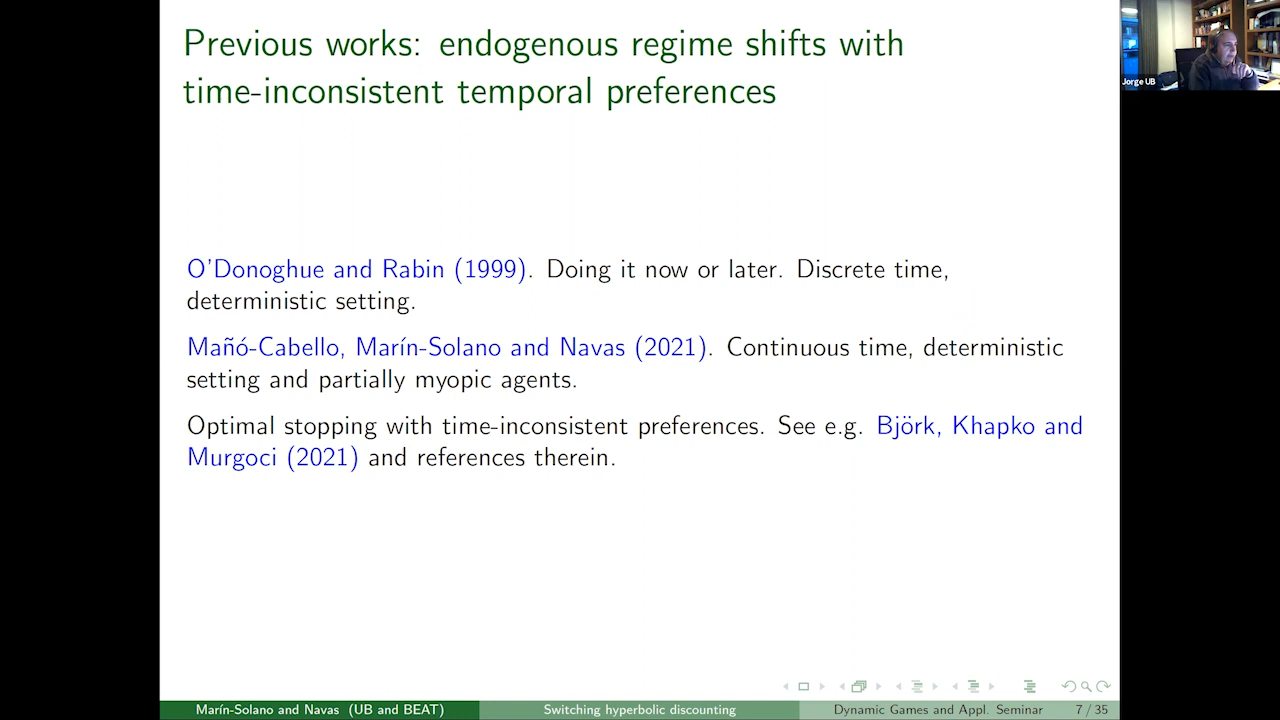 Previous works: endogenous regime shifts with
time-inconsistent temporal preferences
Jorge UB
O'Donoghue and Rabin (1999). Doing it now or later. Discrete time,
deterministic setting.
Mañó-Cabello, Marín-Solano and Navas (2021). Continuous time, deterministic
setting and partially myopic agents.
Optimal stopping with time-inconsistent preferences. See e.g. Björk, Khapko and
Murgoci (2021) and references therein.
Marín-Solano and Navas (UB and BEAT)
Switching hyperbolic discounting
Dynamic Games and Appl. Seminar
7 / 35